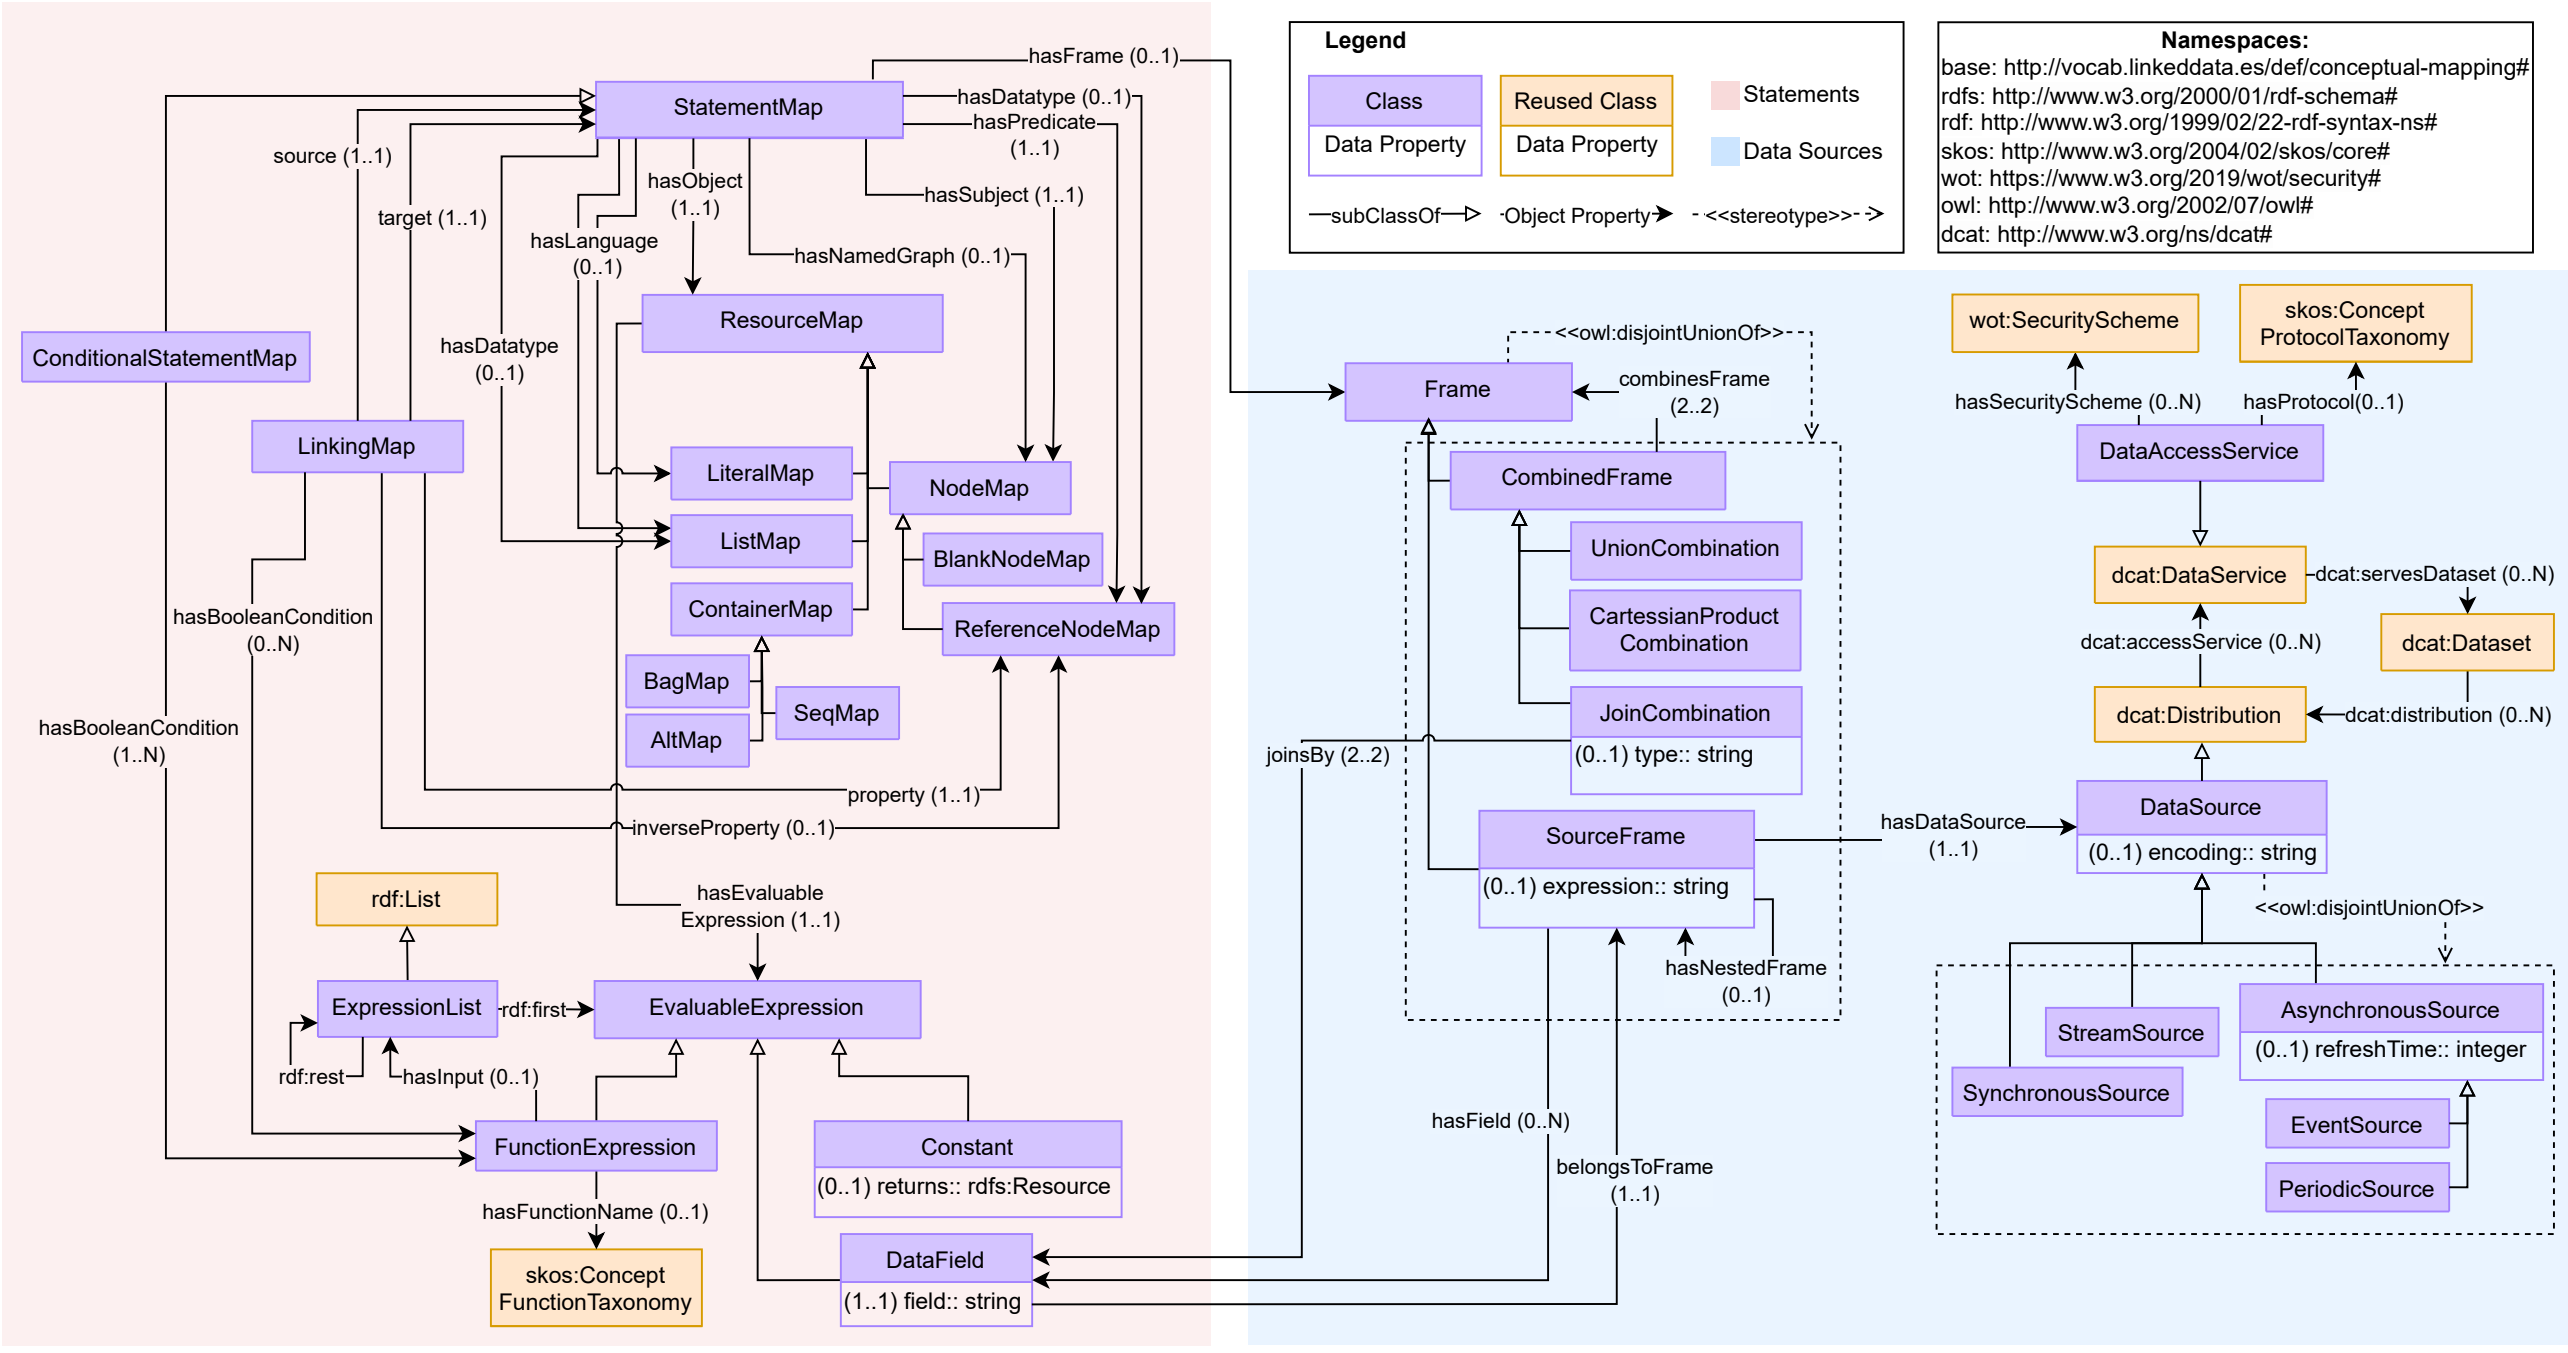 Legend
Class
Data Property
Reused Class
Data Property
Statements
Data Sources
subClassOf
Object Property
<<stereotype>>
Namespaces:
base: http://vocab.linkeddata.es/def/conceptual-mapping#
rdfs: http://www.w3.org/2000/01/rdf-schema#
rdf: http://www.w3.org/1999/02/22-rdf-syntax-ns#
skos: http://www.w3.org/2004/02/skos/core#
wot: https://www.w3.org/2019/wot/security#
owl: http://www.w3.org/2002/07/owl#
dcat: http://www.w3.org/ns/dcat#
hasFrame (0..1)
StatementMap
hasDatatype (0..1)
hasPredicate
(1..1)
source (1..1)
target (1..1)
hasObject
(1..1)
hasSubject (1..1)
hasLanguage
(0..1)
hasNamedGraph (0..1)
hasDatatype
(0..1)
ResourceMap
ConditionalStatementMap
LinkingMap
LiteralMap
NodeMap
ListMap
BlankNodeMap
ContainerMap
ReferenceNodeMap
hasBooleanCondition
(0..N)
BagMap
SeqMap
AltMap
hasBooleanCondition
(1..N)
property (1..1)
inverseProperty (0..1)
rdf:List
hasEvaluable
Expression (1..1)
ExpressionList
rdf:first
EvaluableExpression
rdf:rest
hasInput (0..1)
FunctionExpression
Constant
(0..1) returns:: rdfs:Resource
hasFunctionName (0..1)
skos:Concept
FunctionTaxonomy
DataField
(1..1) field:: string
<<owl:disjointUnionOf>>
Frame
combinesFrame
(2..2)
CombinedFrame
UnionCombination
CartessianProduct
Combination
JoinCombination
(0..1) type:: string
joinsBy (2..2)
SourceFrame
(0..1) expression:: string
hasNestedFrame
(0..1)
hasField (0..N)
belongsToFrame
(1..1)
hasDataSource
(1..1)
wot:SecurityScheme
skos:Concept
ProtocolTaxonomy
hasSecurityScheme (0..N)
hasProtocol(0..1)
DataAccessService
dcat:DataService
dcat:servesDataset (0..N)
dcat:accessService (0..N)
dcat:Dataset
dcat:Distribution
dcat:distribution (0..N)
DataSource
(0..1) encoding:: string
<<owl:disjointUnionOf>>
StreamSource
AsynchronousSource
(0..1) refreshTime:: integer
SynchronousSource
EventSource
PeriodicSource